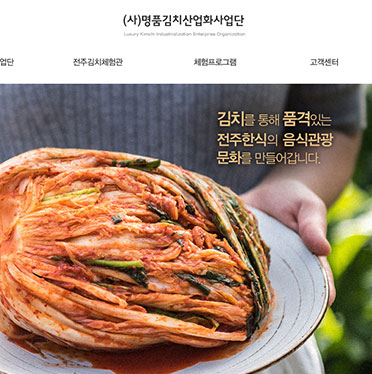 (사)명품김치산업화사업단
Luxury Kimchi Industrialization Enterprise Organization
업단 전주김치체험관 체험프로그램 고객센터
김치를 통해 품격있는
전주한식의 음식관광
문화를 만들어갑니다.